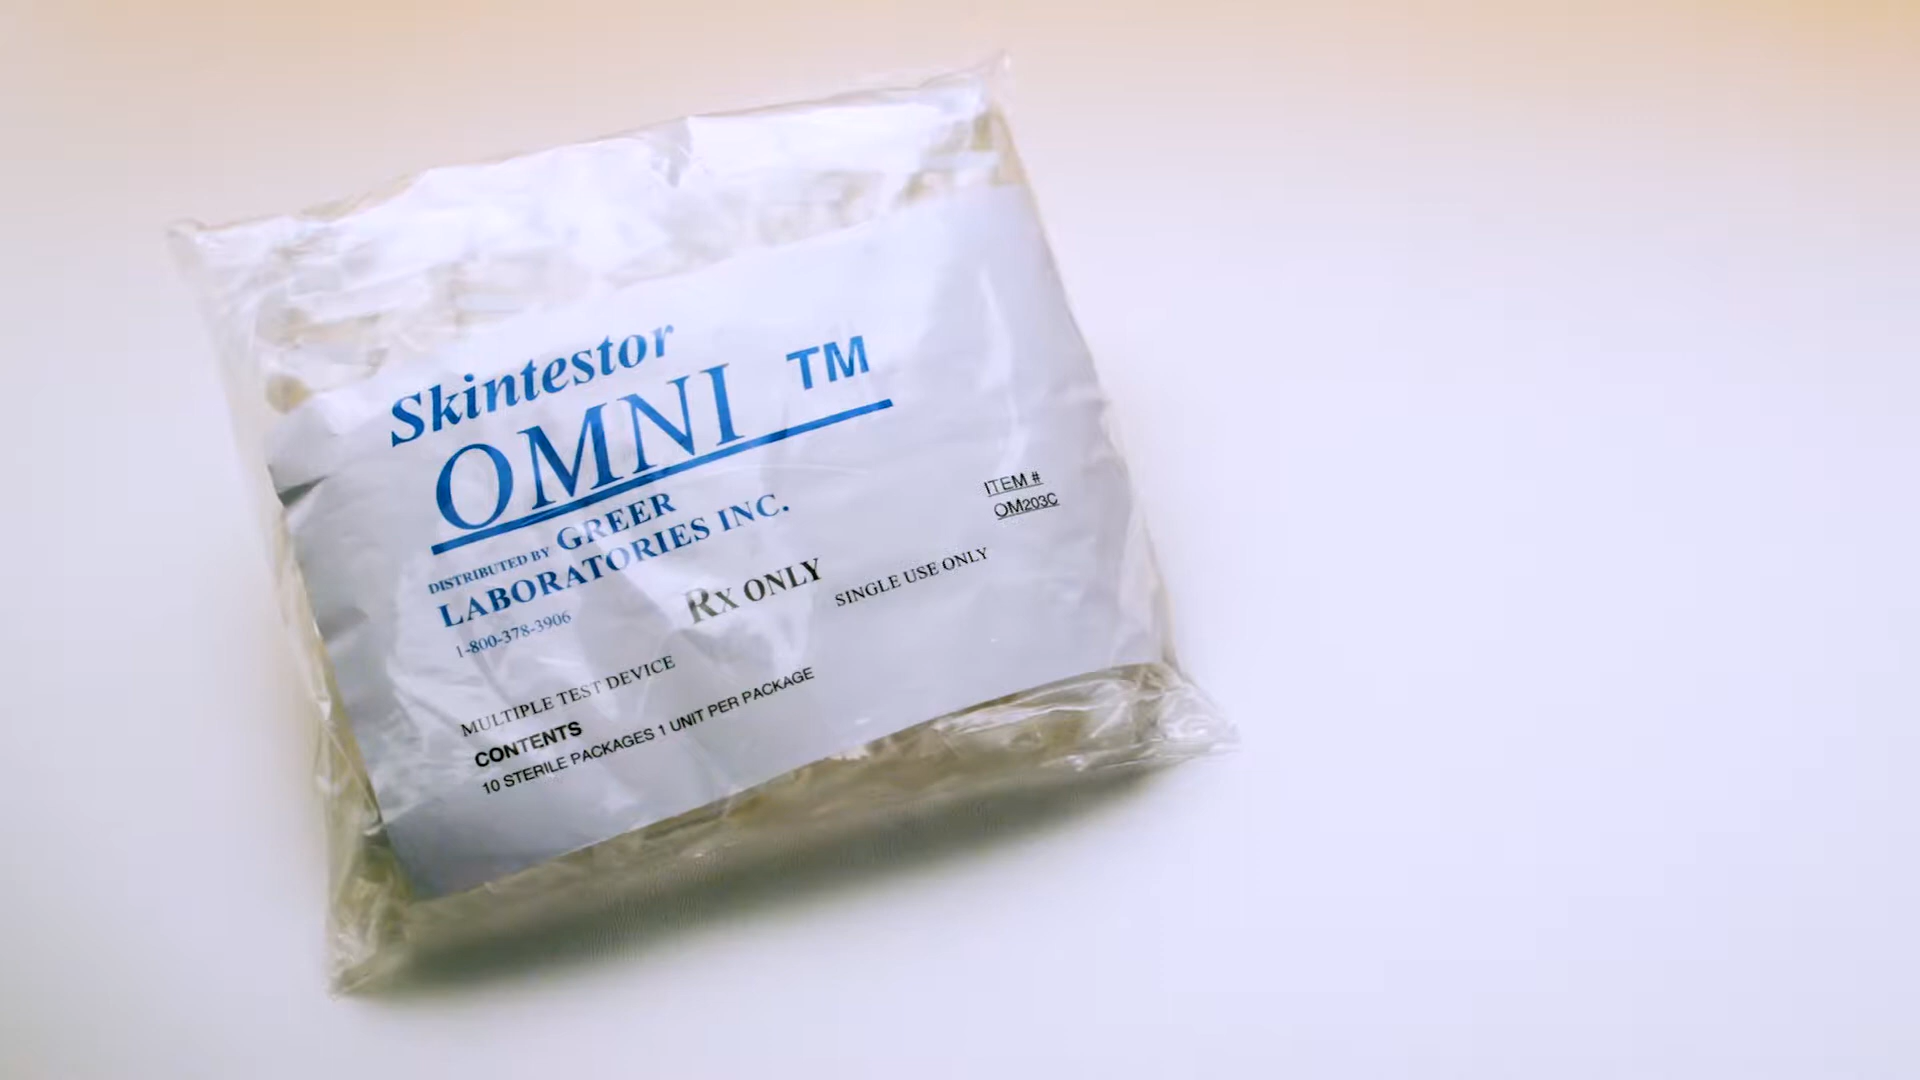 Skintestor
OMNI ™
DISTRIBUTED BY GREER
LABORATORIES INC.
1-800-378-3906
RX ONLY
SINGLE USE ONLY
ITEM #
OM203C
MULTIPLE TEST DEVICE
CONTENTS
10 STERILE PACKAGES 1 UNIT PER PACKAGE